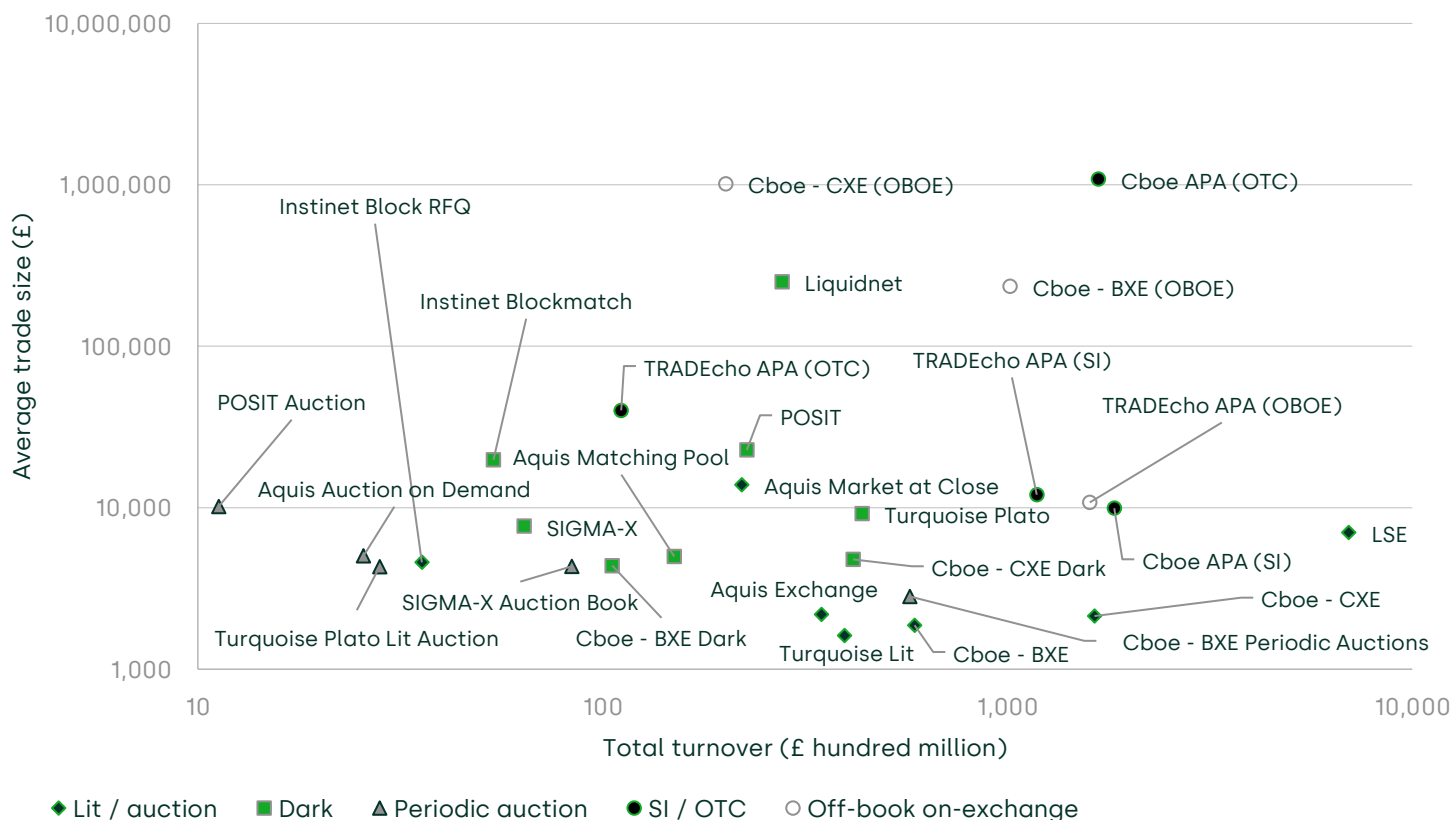 10,000,000
1,000,000
100,000
10,000
1,000
Average trade size (£)
Cboe - CXE (OBOE)
Cboe APA (OTC)
Instinet Block RFQ
Liquidnet
Cboe - BXE (OBOE)
Instinet Blockmatch
TRADEcho APA (SI)
TRADEcho APA (OTC)
POSIT Auction
TRADEcho APA (OBOE)
POSIT
Aquis Matching Pool
Aquis Auction on Demand
Aquis Market at Close
Turquoise Plato
SIGMA-X
LSE
Cboe APA (SI)
Cboe - CXE Dark
Aquis Exchange
SIGMA-X Auction Book
Cboe - CXE
Turquoise Plato Lit Auction
Cboe - BXE Dark
Cboe - BXE Periodic Auctions
Turquoise Lit
Cboe - BXE
10
100
1,000
10,000
Total turnover (£ hundred million)
Lit / auction
Dark
Periodic auction
SI / OTC
Off-book on-exchange